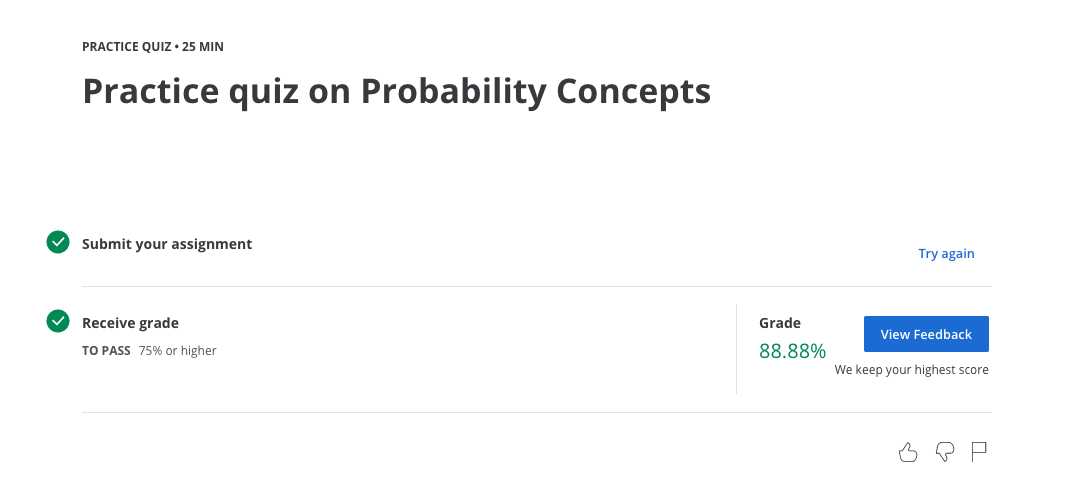 PRACTICE QUIZ • 25 MIN
Practice quiz on Probability Concepts
Submit your assignment
Try again
Receive grade
TO PASS 75% or higher
Grade
88.88%
View Feedback
We keep your highest score